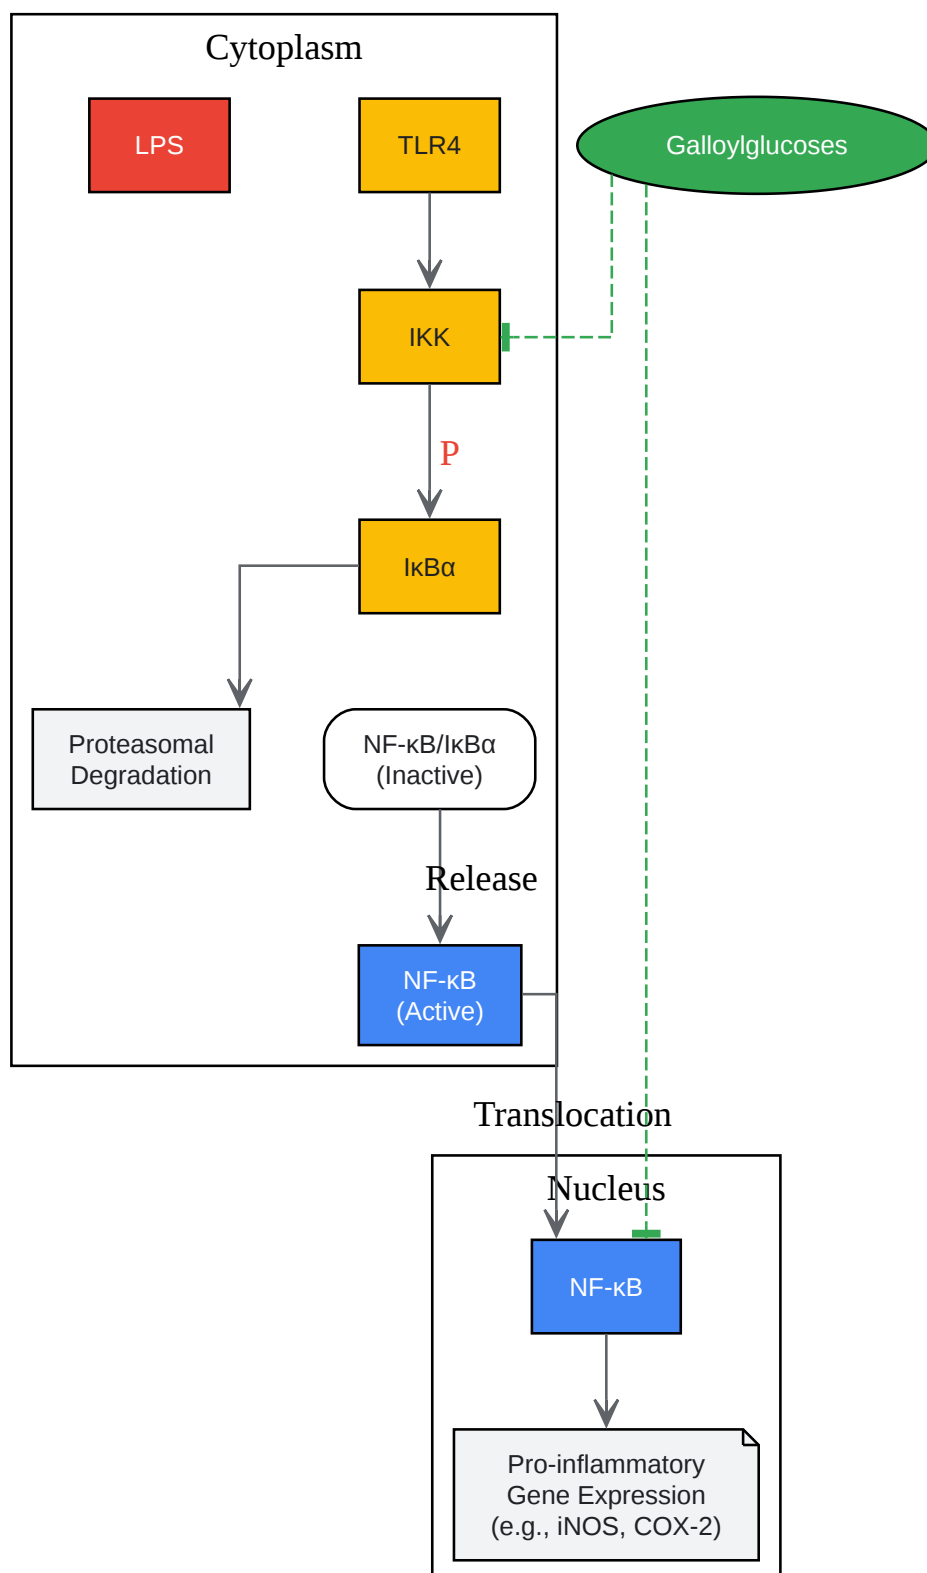 Cytoplasm
LPS
TLR4
Galloylglucoses
IKK
P
IκBα
Proteasomal
Degradation
NF-κB/IκBα
(Inactive)
Release
NF-κB
(Active)
Translocation
Nucleus
NF-κB
Pro-inflammatory
Gene Expression
(e.g., iNOS, COX-2)